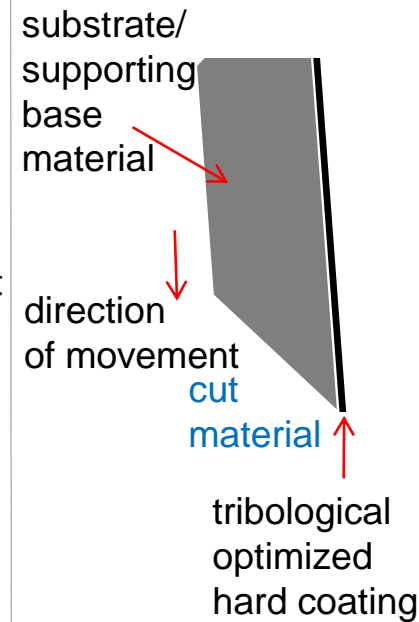 substrate/
supporting
base
material
:
direction
of movement
cut
material
tribological
optimized
hard coating